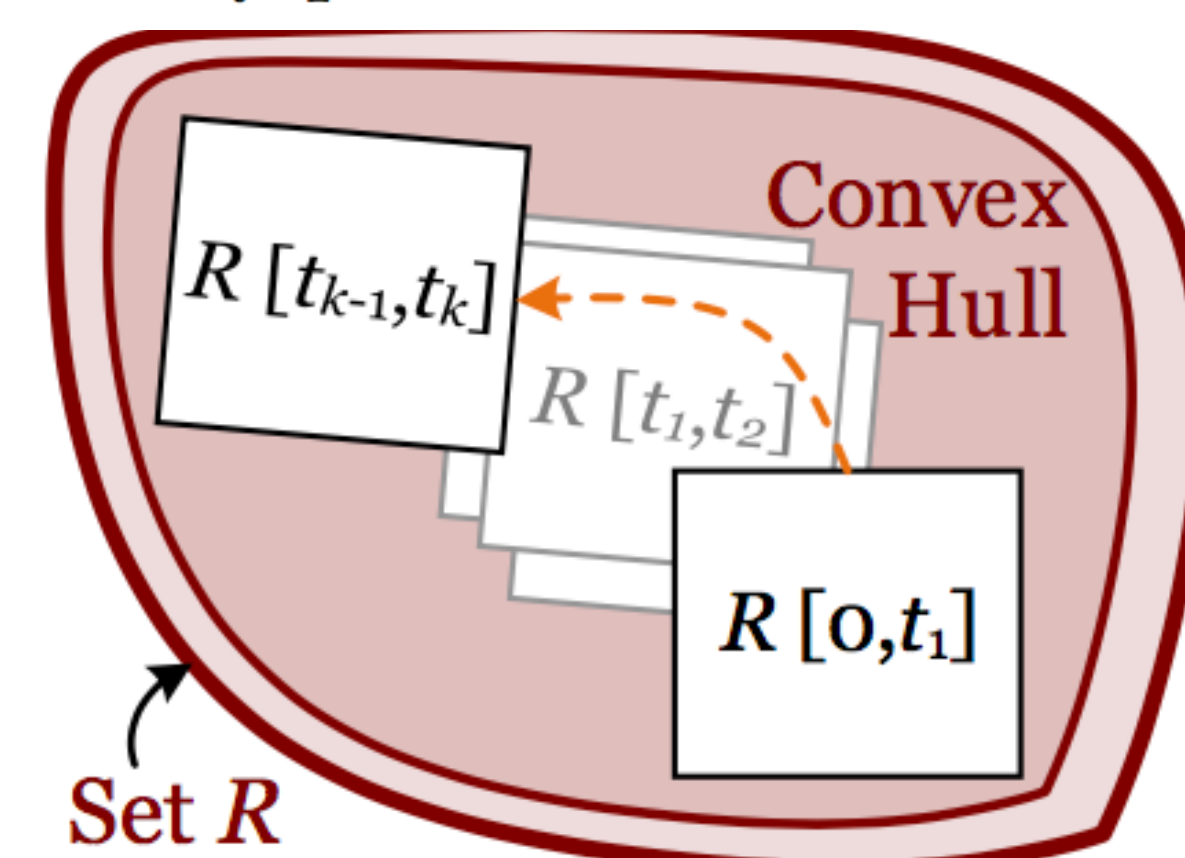 Convex
Hull
R [tₖ₋₁,tₖ]
R [t₁,t₂]
R [0,t₁]
Set R